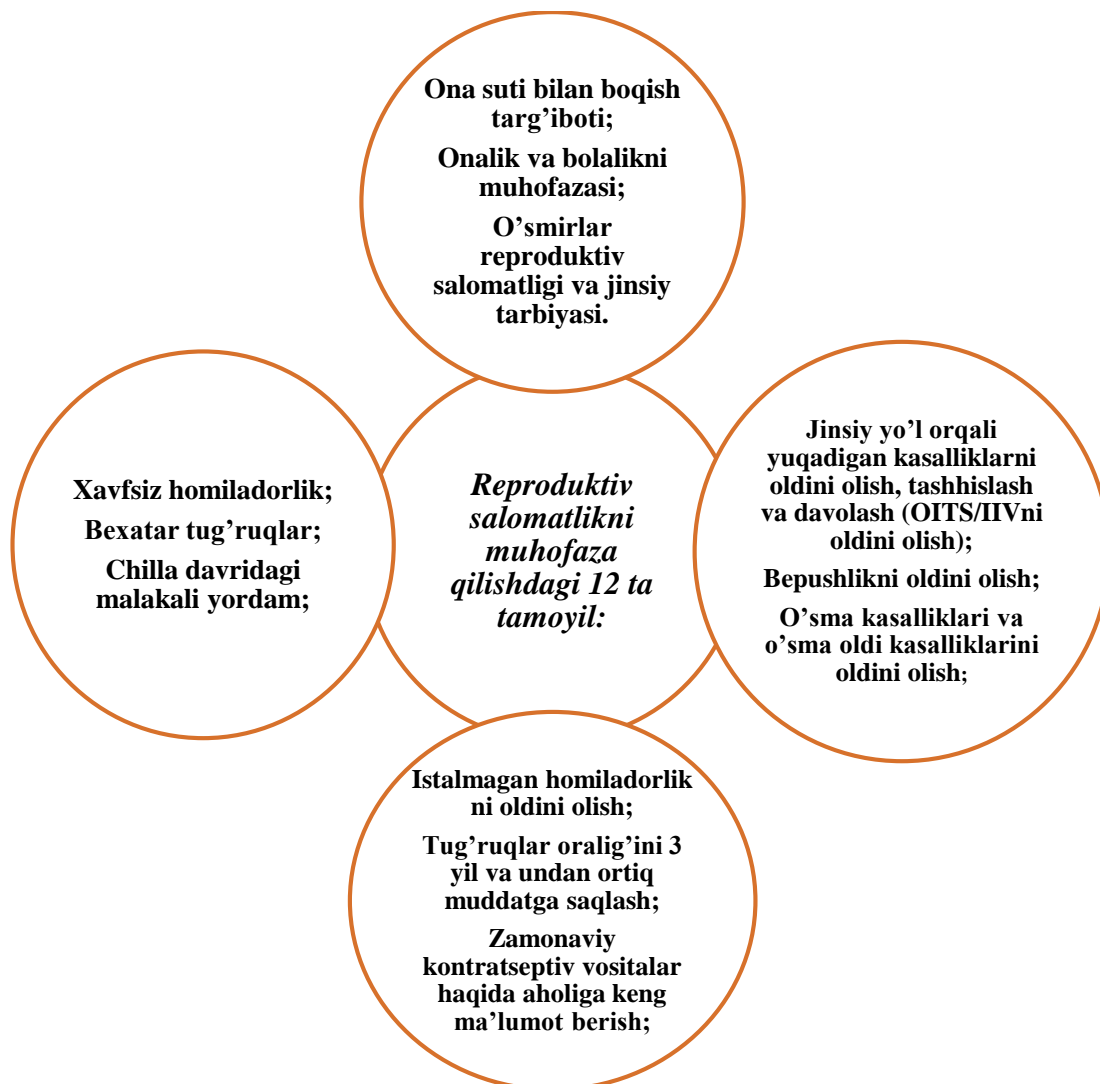 Ona suti bilan boqish
targ’iboti;
Onalik va bolalikni
muhofazasi;
O’smirlar
reproduktiv
salomatligi va jinsiy
tarbiyasi.
Xavfsiz homiladorlik;
Bexatar tug’ruqlar;
Chilla davridagi
malakali yordam;
Reproduktiv
salomatlikni
muhofaza
qilishdagi 12 ta
tamoyil:
Jinsiy yo’l orqali
yuqadigan kasalliklarni
oldini olish, tashhislash
va davolash (OITS/IIVni
oldini olish);
Bepushlikni oldini olish;
O’sma kasalliklari va
o’sma oldi kasalliklarini
oldini olish;
Istalmagan homiladorlik
ni oldini olish;
Tug’ruqlar oralig’ini 3
yil va undan ortiq
muddatga saqlash;
Zamonaviy
kontratseptiv vositalar
haqida aholiga keng
ma’lumot berish;